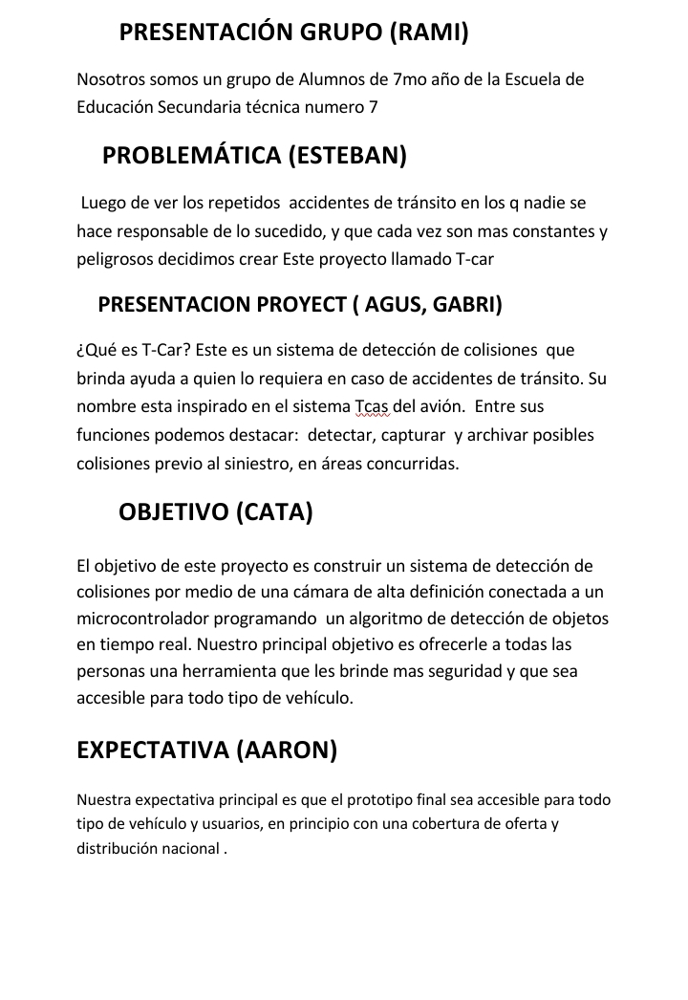 PRESENTACIÓN GRUPO (RAMI)
Nosotros somos un grupo de Alumnos de 7mo año de la Escuela de
Educación Secundaria técnica numero 7
PROBLEMÁTICA (ESTEBAN)
Luego de ver los repetidos  accidentes de tránsito en los q nadie se
hace responsable de lo sucedido, y que cada vez son mas constantes y
peligrosos decidimos crear Este proyecto llamado T-car
PRESENTACION PROYECT ( AGUS, GABRI)
¿Qué es T-Car? Este es un sistema de detección de colisiones  que
brinda ayuda a quien lo requiera en caso de accidentes de tránsito. Su
nombre esta inspirado en el sistema Tcas del avión.  Entre sus
funciones podemos destacar:  detectar, capturar  y archivar posibles
colisiones previo al siniestro, en áreas concurridas.
OBJETIVO (CATA)
El objetivo de este proyecto es construir un sistema de detección de
colisiones por medio de una cámara de alta definición conectada a un
microcontrolador programando  un algoritmo de detección de objetos
en tiempo real. Nuestro principal objetivo es ofrecerle a todas las
personas una herramienta que les brinde mas seguridad y que sea
accesible para todo tipo de vehículo.
EXPECTATIVA (AARON)
Nuestra expectativa principal es que el prototipo final sea accesible para todo
tipo de vehículo y usuarios, en principio con una cobertura de oferta y
distribución nacional .